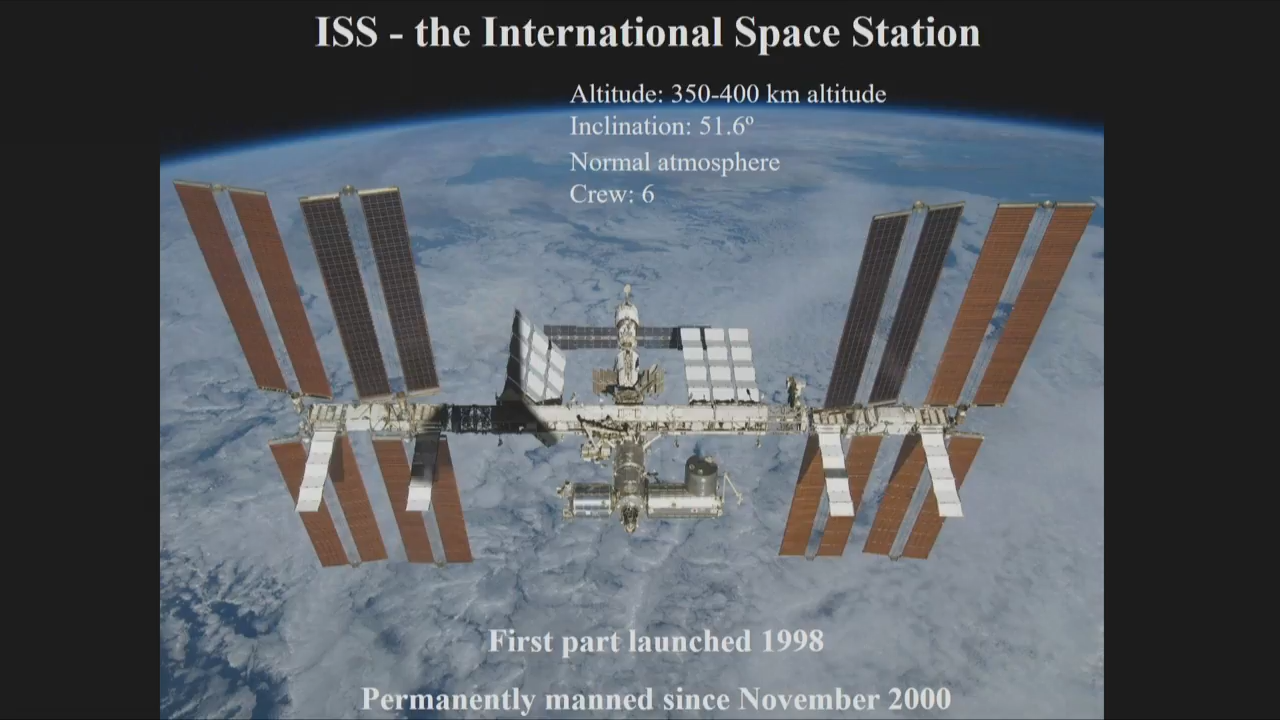 ISS - the International Space Station
Altitude: 350-400 km altitude
Inclination: 51.6º
Normal atmosphere
Crew: 6
First part launched 1998
Permanently manned since November 2000